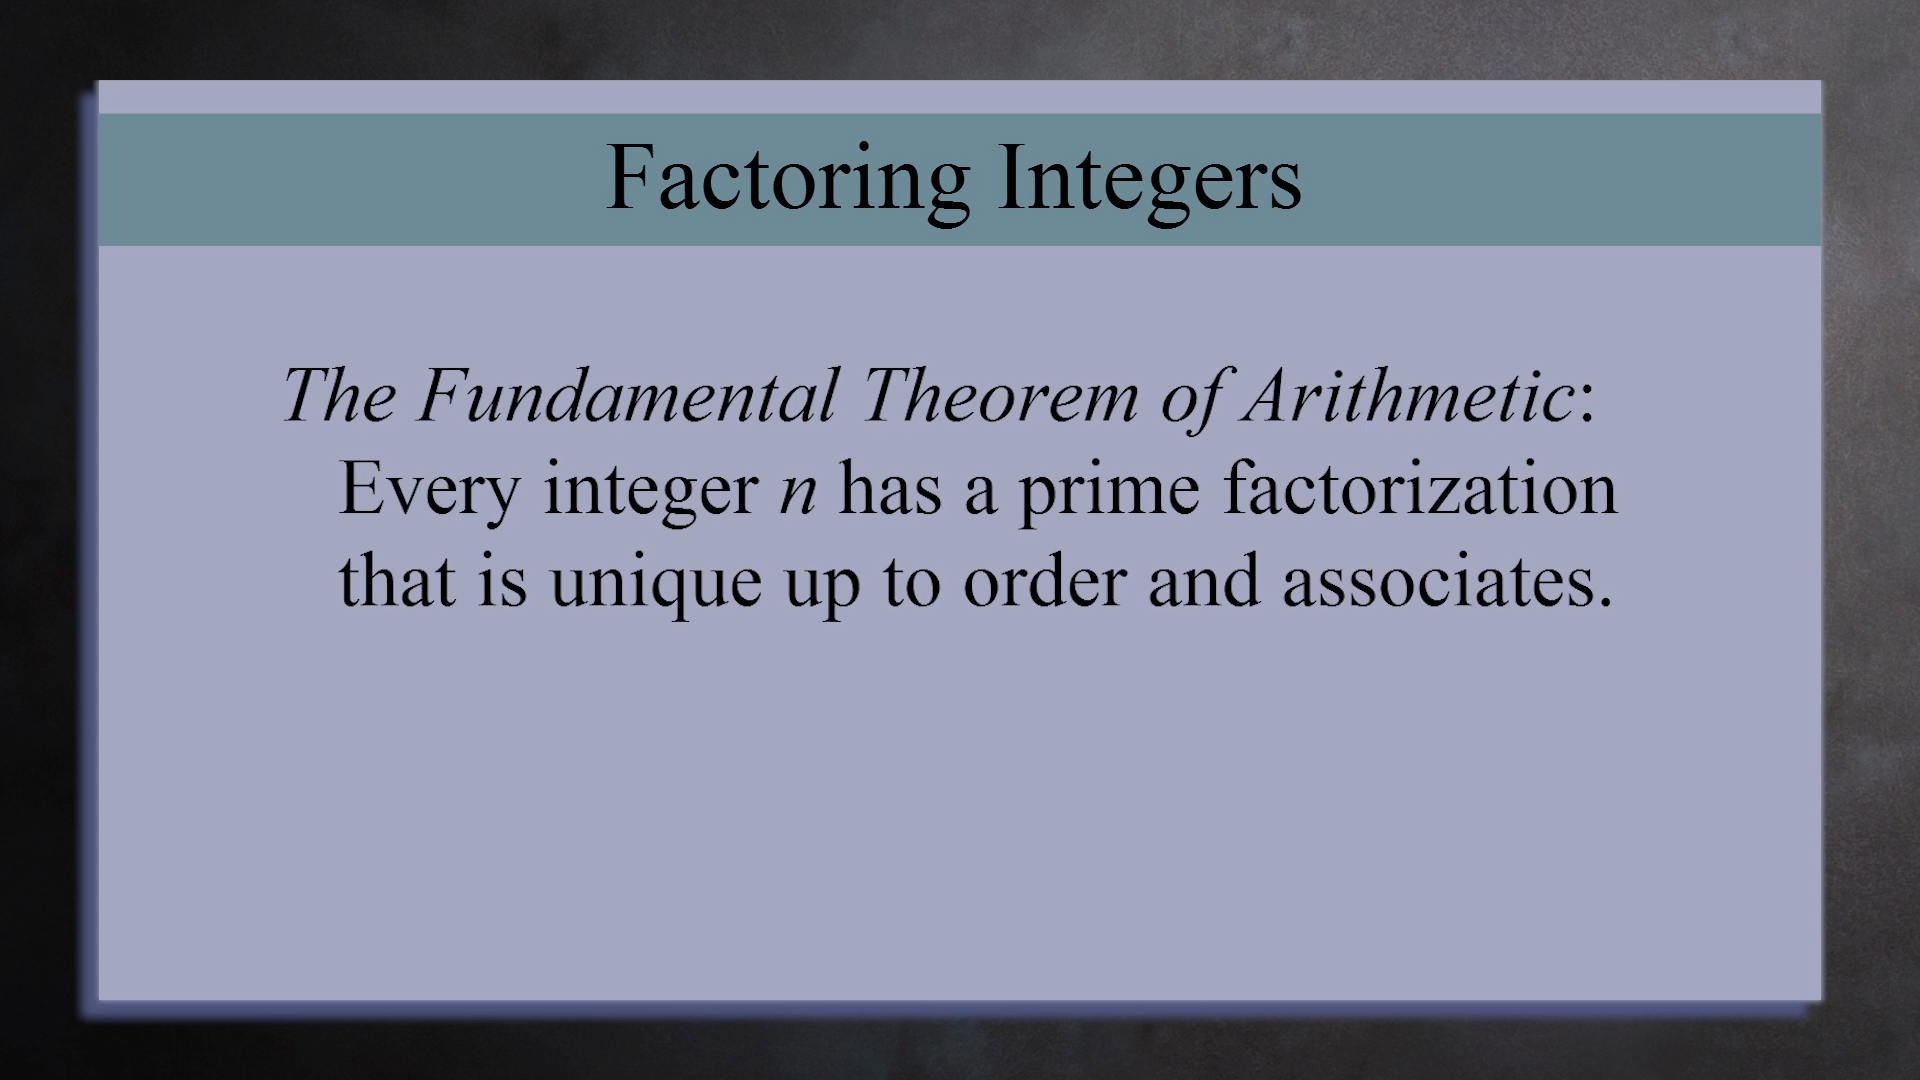 Factoring Integers
The Fundamental Theorem of Arithmetic:
Every integer n has a prime factorization
that is unique up to order and associates.